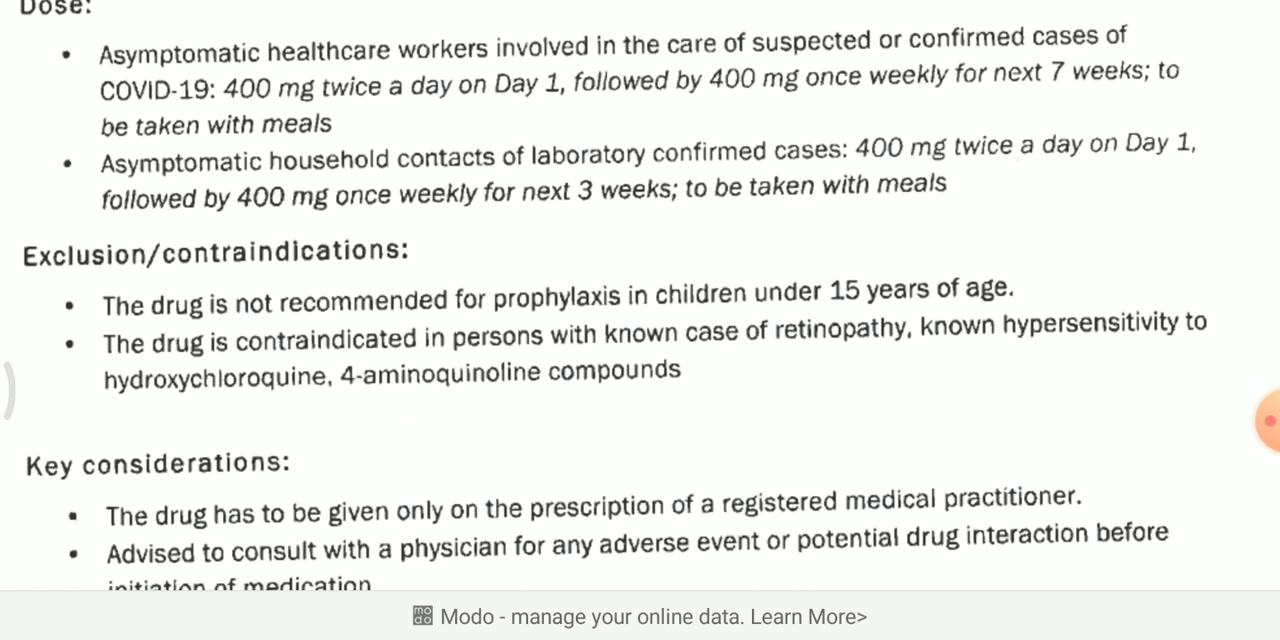 Dose:
• Asymptomatic healthcare workers involved in the care of suspected or confirmed cases of
COVID-19: 400 mg twice a day on Day 1, followed by 400 mg once weekly for next 7 weeks; to
be taken with meals
• Asymptomatic household contacts of laboratory confirmed cases: 400 mg twice a day on Day 1,
followed by 400 mg once weekly for next 3 weeks; to be taken with meals
Exclusion/contraindications:
• The drug is not recommended for prophylaxis in children under 15 years of age.
• The drug is contraindicated in persons with known case of retinopathy, known hypersensitivity to
hydroxychloroquine, 4-aminoquinoline compounds
Key considerations:
• The drug has to be given only on the prescription of a registered medical practitioner.
• Advised to consult with a physician for any adverse event or potential drug interaction before
initiation of medication
mo do Modo - manage your online data. Learn More>